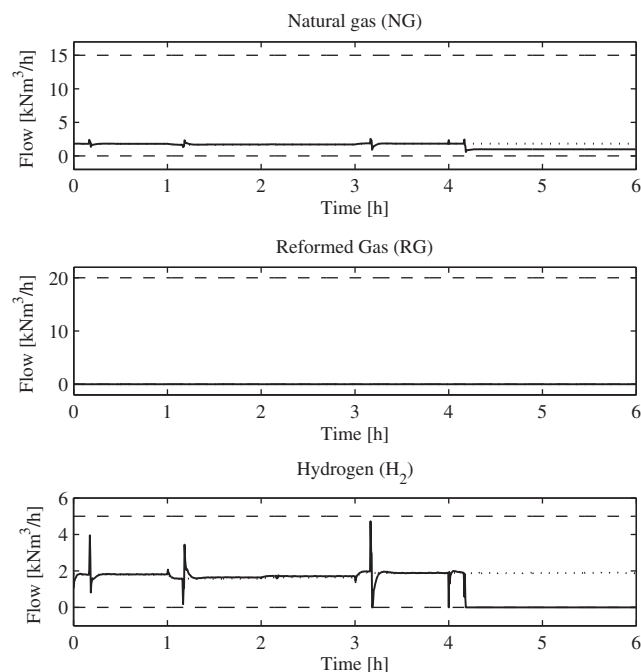 Natural gas (NG)
Flow [kNm³/h]
15
10
5
0
0 1 2 3 4 5 6
Time [h]
Reformed Gas (RG)
Flow [kNm³/h]
20
10
0
0 1 2 3 4 5 6
Time [h]
Hydrogen (H₂)
Flow [kNm³/h]
6
4
2
0
0 1 2 3 4 5 6
Time [h]